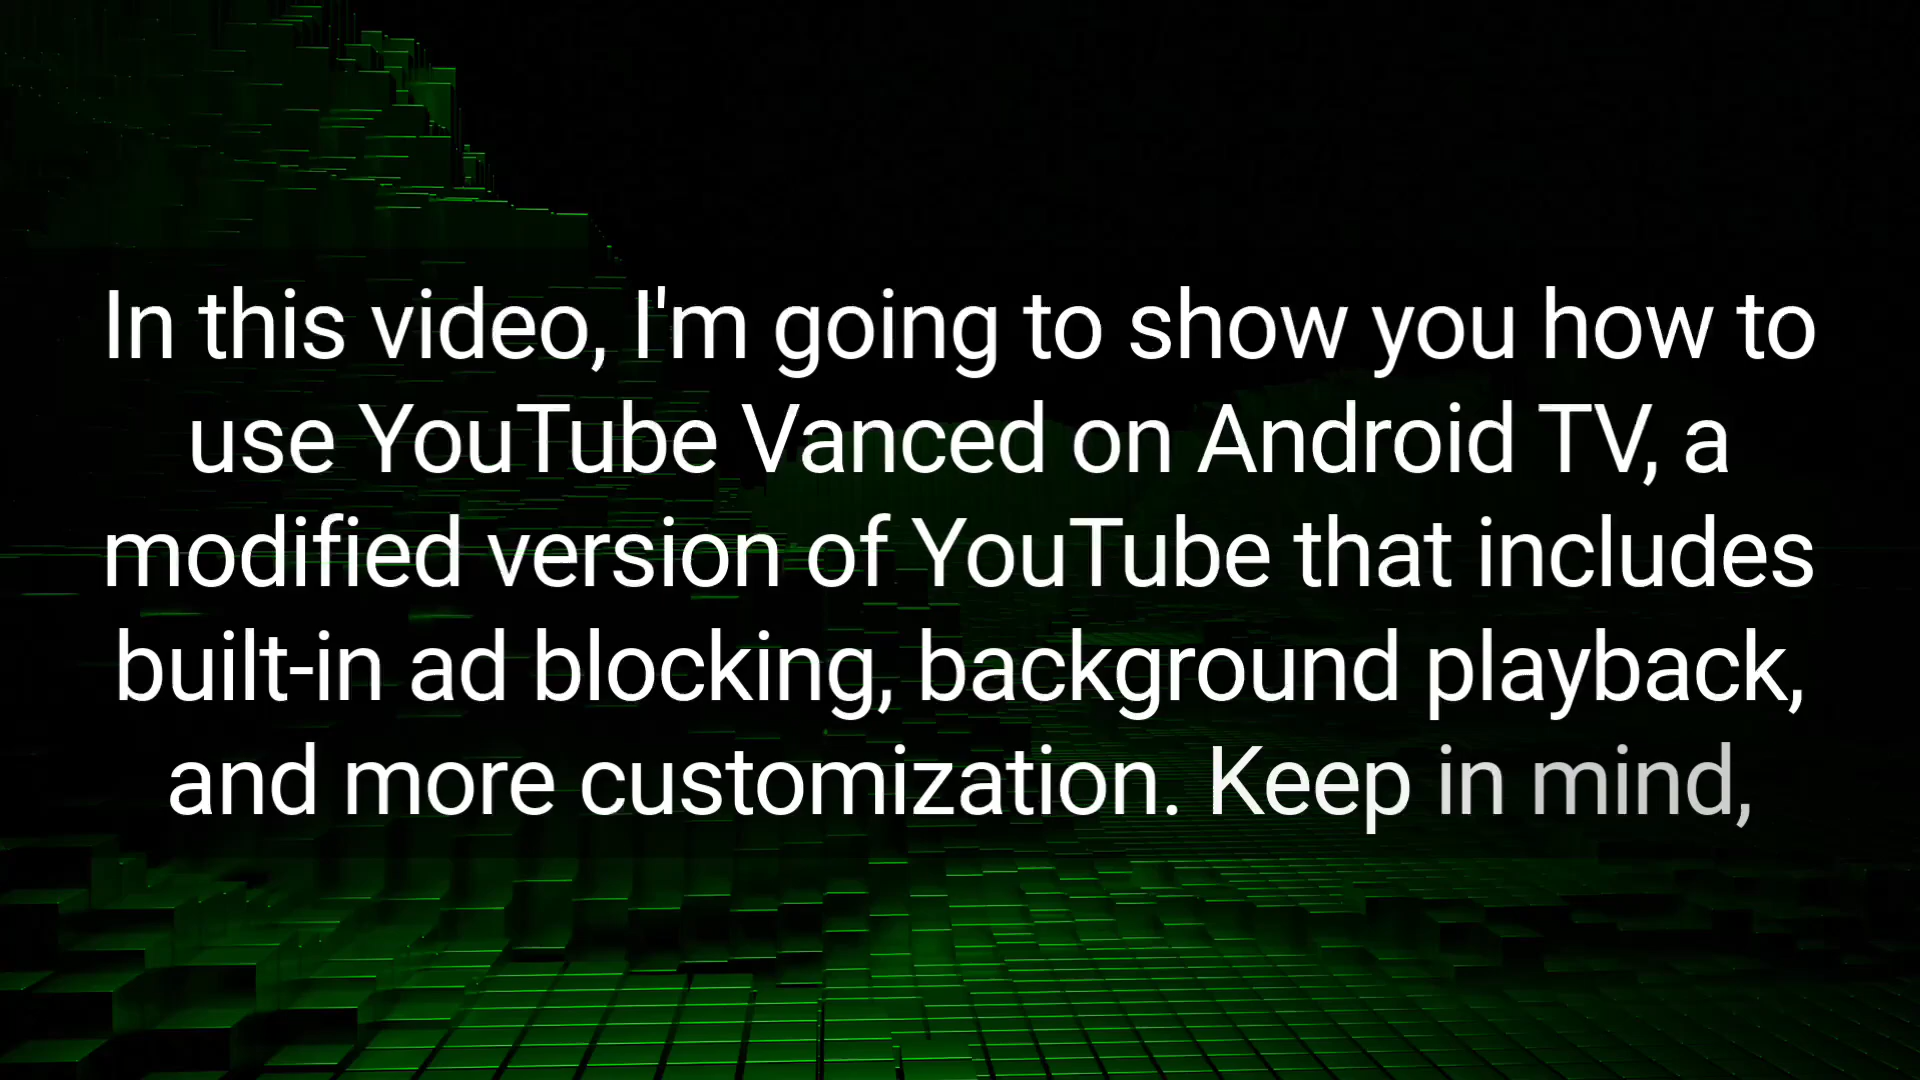 In this video, I'm going to show you how to
use YouTube Vanced on Android TV, a
modified version of YouTube that includes
built-in ad blocking, background playback,
and more customization. Keep in mind,